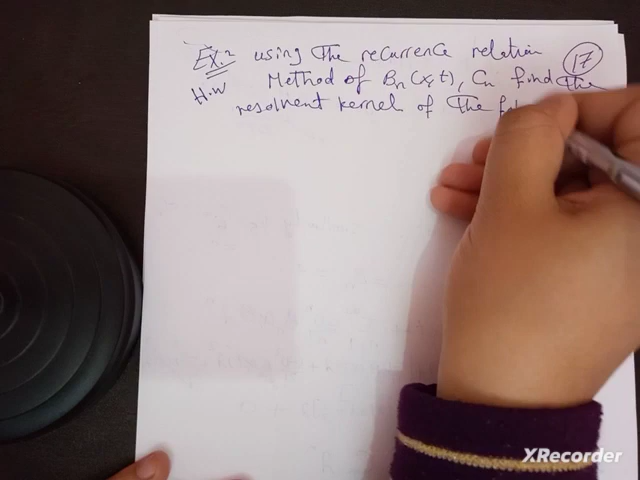 Ex.2 using The recurrence relation 17
H.W Method of Bn(x,t), Cn find The
resolvent kernel of The
XRecorder